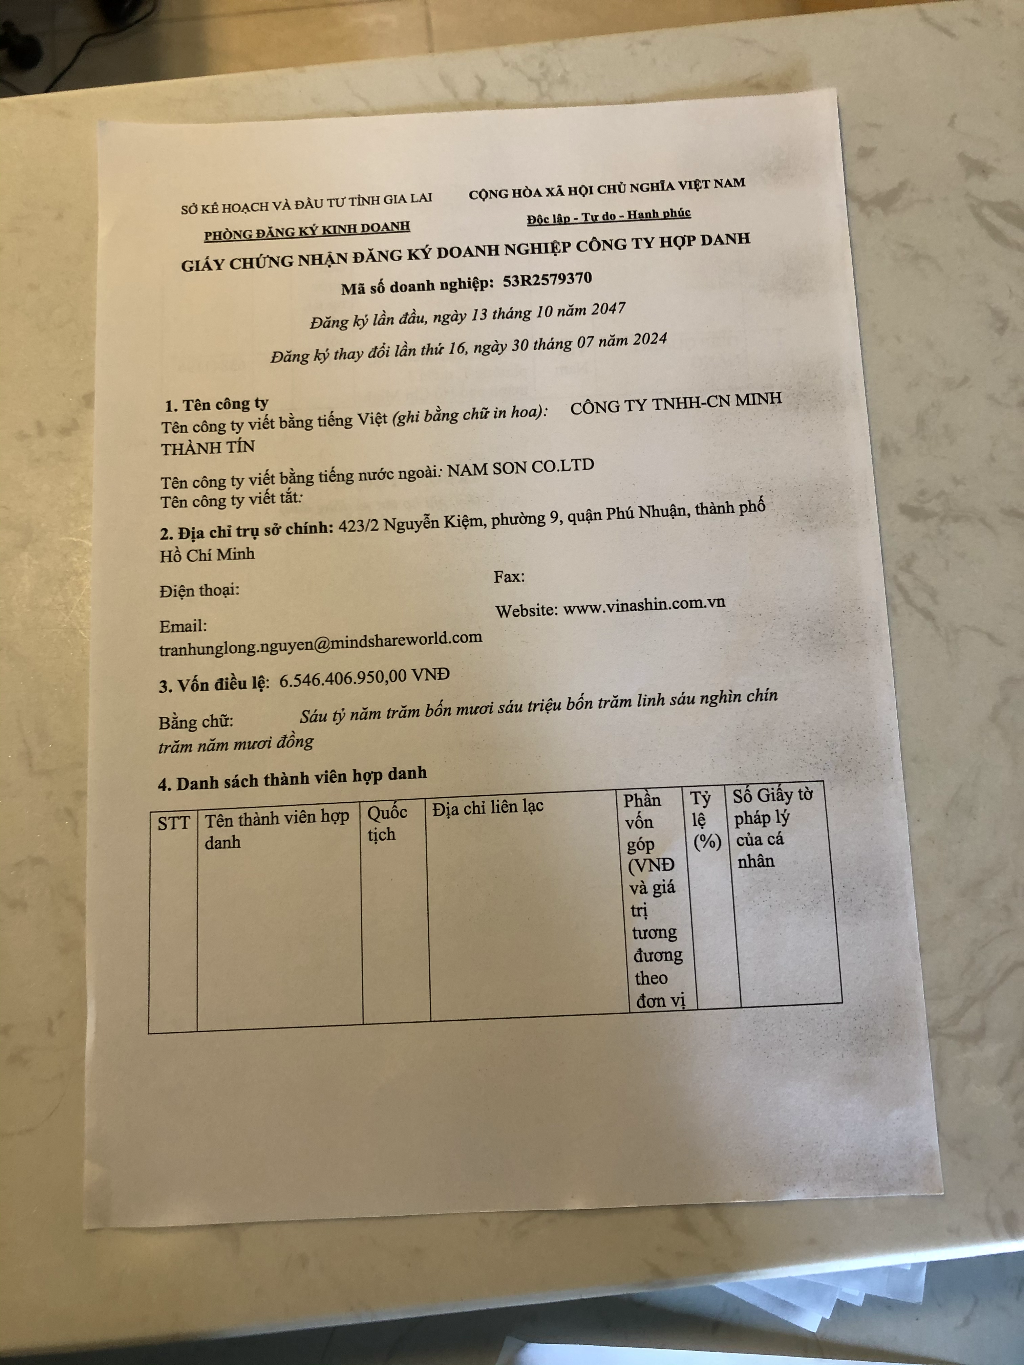 SỞ KẾ HOẠCH VÀ ĐẦU TƯ TỈNH GIA LAI
CỘNG HÒA XÃ HỘI CHỦ NGHĨA VIỆT NAM
PHÒNG ĐĂNG KÝ KINH DOANH
Độc lập - Tự do - Hạnh phúc
GIẤY CHỨNG NHẬN ĐĂNG KÝ DOANH NGHIỆP CÔNG TY HỢP DANH
Mã số doanh nghiệp: 53R2579370
Đăng ký lần đầu, ngày 13 tháng 10 năm 2047
Đăng ký thay đổi lần thứ 16, ngày 30 tháng 07 năm 2024
1. Tên công ty
Tên công ty viết bằng tiếng Việt (ghi bằng chữ in hoa): CÔNG TY TNHH-CN MINH
THÀNH TÍN
Tên công ty viết bằng tiếng nước ngoài: NAM SON CO.LTD
Tên công ty viết tắt:
2. Địa chỉ trụ sở chính: 423/2 Nguyễn Kiệm, phường 9, quận Phú Nhuận, thành phố
Hồ Chí Minh
Điện thoại:
Fax:
Email:
Website: www.vinashin.com.vn
tranhunglong.nguyen@mindshareworld.com
3. Vốn điều lệ: 6.546.406.950,00 VNĐ
Bằng chữ: Sáu tỷ năm trăm bốn mươi sáu triệu bốn trăm linh sáu nghìn chín
trăm năm mươi đồng
4. Danh sách thành viên hợp danh
STT
Tên thành viên hợp
danh
Quốc
tịch
Địa chỉ liên lạc
Phần
vốn
góp
(VNĐ
và giá
trị
tương
đương
theo
đơn vị
Tỷ
lệ
(%)
Số Giấy tờ
pháp lý
của cá
nhân